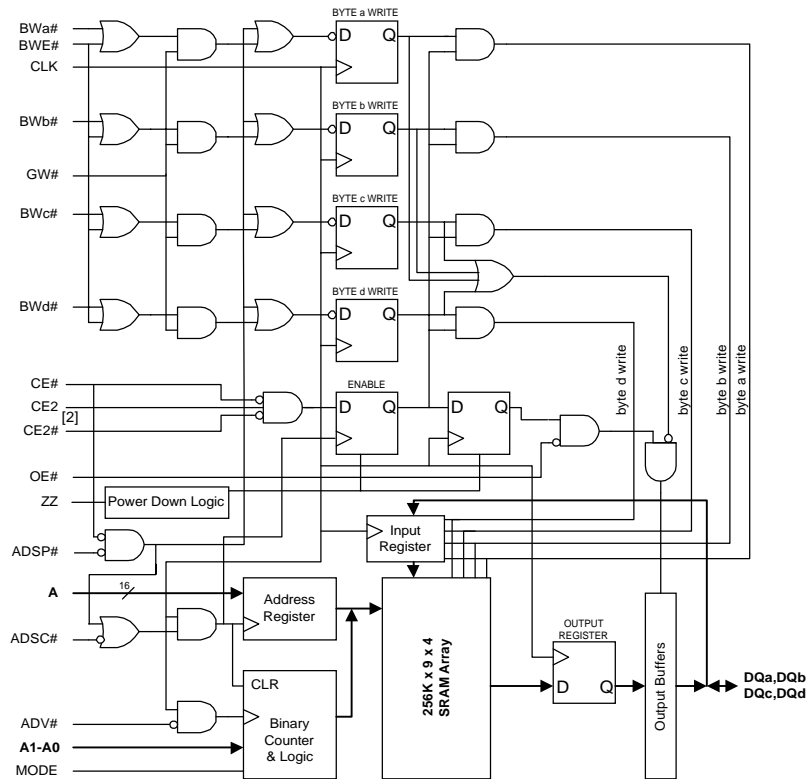 BYTE a WRITE
BWa#
BWE#
D Q
CLK
BYTE b WRITE
BWb#
D Q
GW#
BYTE c WRITE
BWc#
D Q
BYTE d WRITE
BWd#
D Q
byte d write
byte c write
byte b write
byte a write
CE#
ENABLE
CE2
D Q
D Q
[2]
CE2#
OE#
ZZ
Power Down Logic
Input
Register
ADSP#
A
16
Address
Register
ADSC#
OUTPUT
REGISTER
256K x 9 x 4
SRAM Array
D Q
Output Buffers
DQa,DQb
DQc,DQd
CLR
ADV#
Binary
Counter
& Logic
A1-A0
MODE